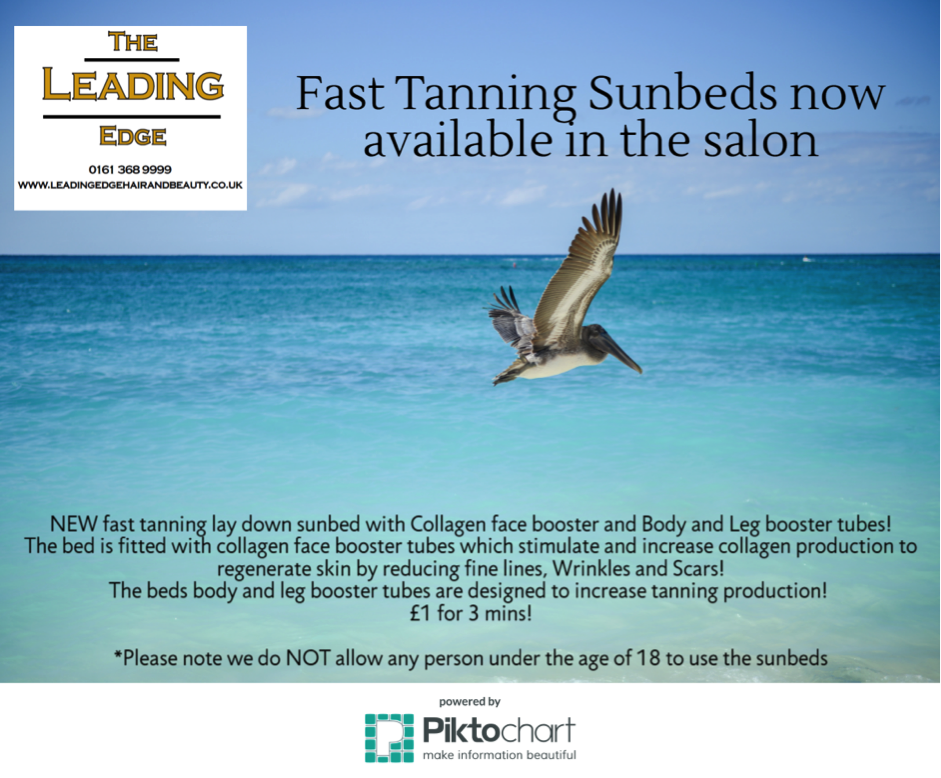 THE
LEADING
EDGE
0161 368 9999
WWW.LEADINGEDGEHAIRANDBEAUTY.CO.UK
Fast Tanning Sunbeds now
available in the salon
NEW fast tanning lay down sunbed with Collagen face booster and Body and Leg booster tubes!
The bed is fitted with collagen face booster tubes which stimulate and increase collagen production to
regenerate skin by reducing fine lines, Wrinkles and Scars!
The beds body and leg booster tubes are designed to increase tanning production!
£1 for 3 mins!
*Please note we do NOT allow any person under the age of 18 to use the sunbeds
powered by
Piktochart
make information beautiful